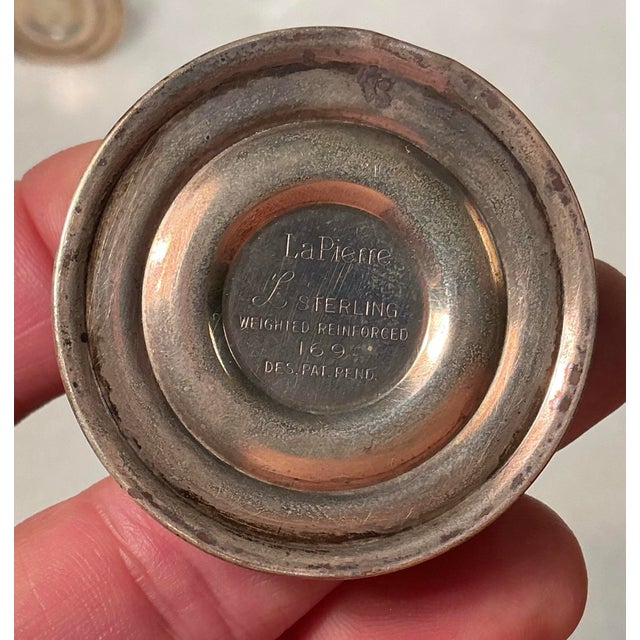 LaPierre
L STERLING
WEIGHTED REINFORCED
169
DES. PAT. PEND.